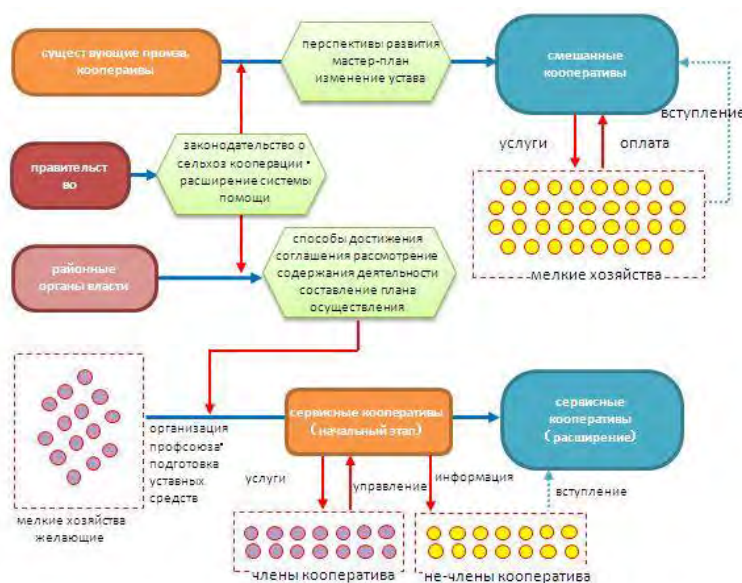 сущест вующие произв.
кооперативы
перспективы развития
мастер-план
изменение устава
смешанные
кооперативы
вступление
услуги
оплата
законодательство о
сельхоз кооперации •
расширение системы
помощи
правительст
во
мелкие хозяйства
районные
органы власти
способы достижения
соглашения рассмотрение
содержания деятельности
составление плана
осуществления
сервисные кооперативы
(начальный этап)
сервисные
кооперативы
(расширение)
организация
профсоюза•
подготовка
уставных
средств
услуги
управление
информация
вступление
мелкие хозяйства
желающие
члены кооператива
не-члены кооператива